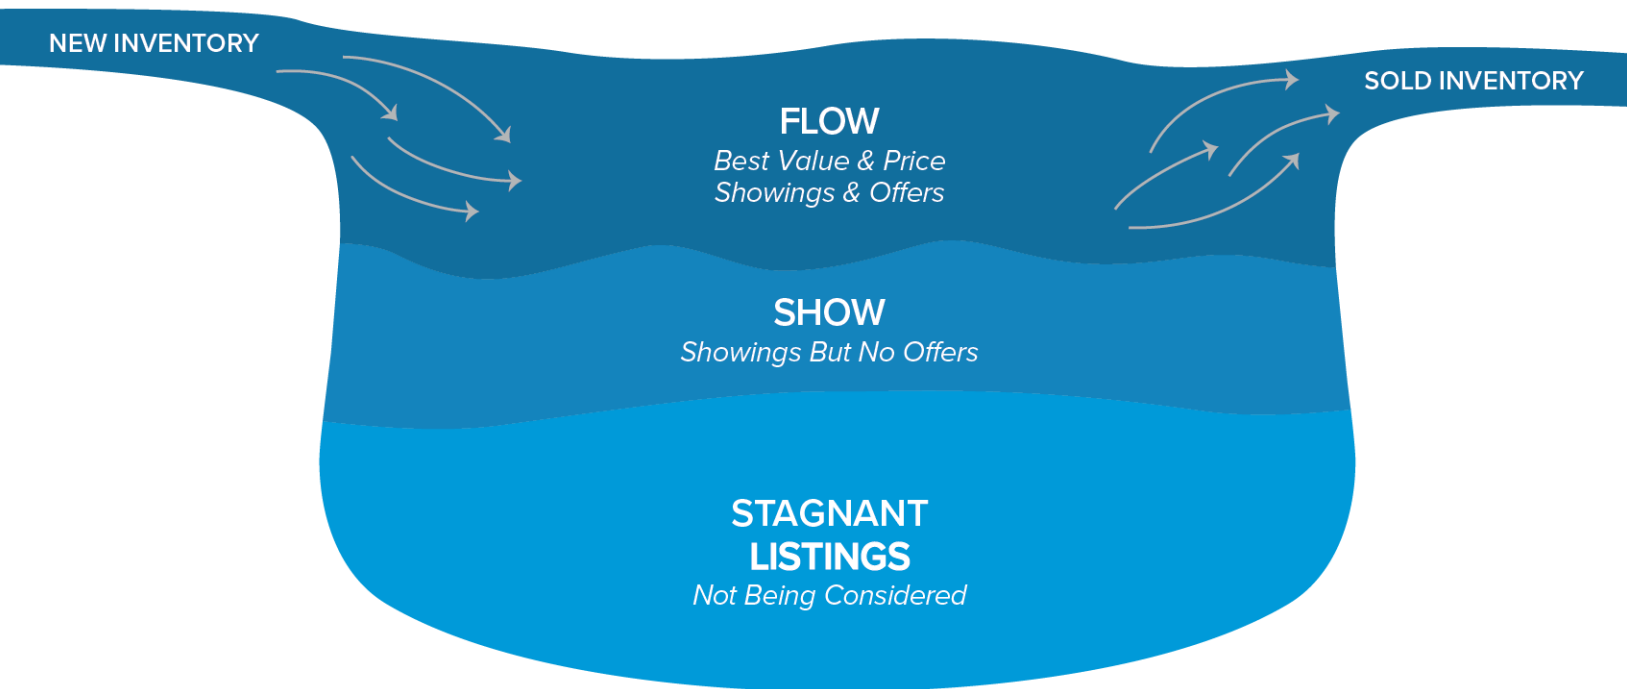 NEW INVENTORY
SOLD INVENTORY
FLOW
Best Value & Price
Showings & Offers
SHOW
Showings But No Offers
STAGNANT
LISTINGS
Not Being Considered